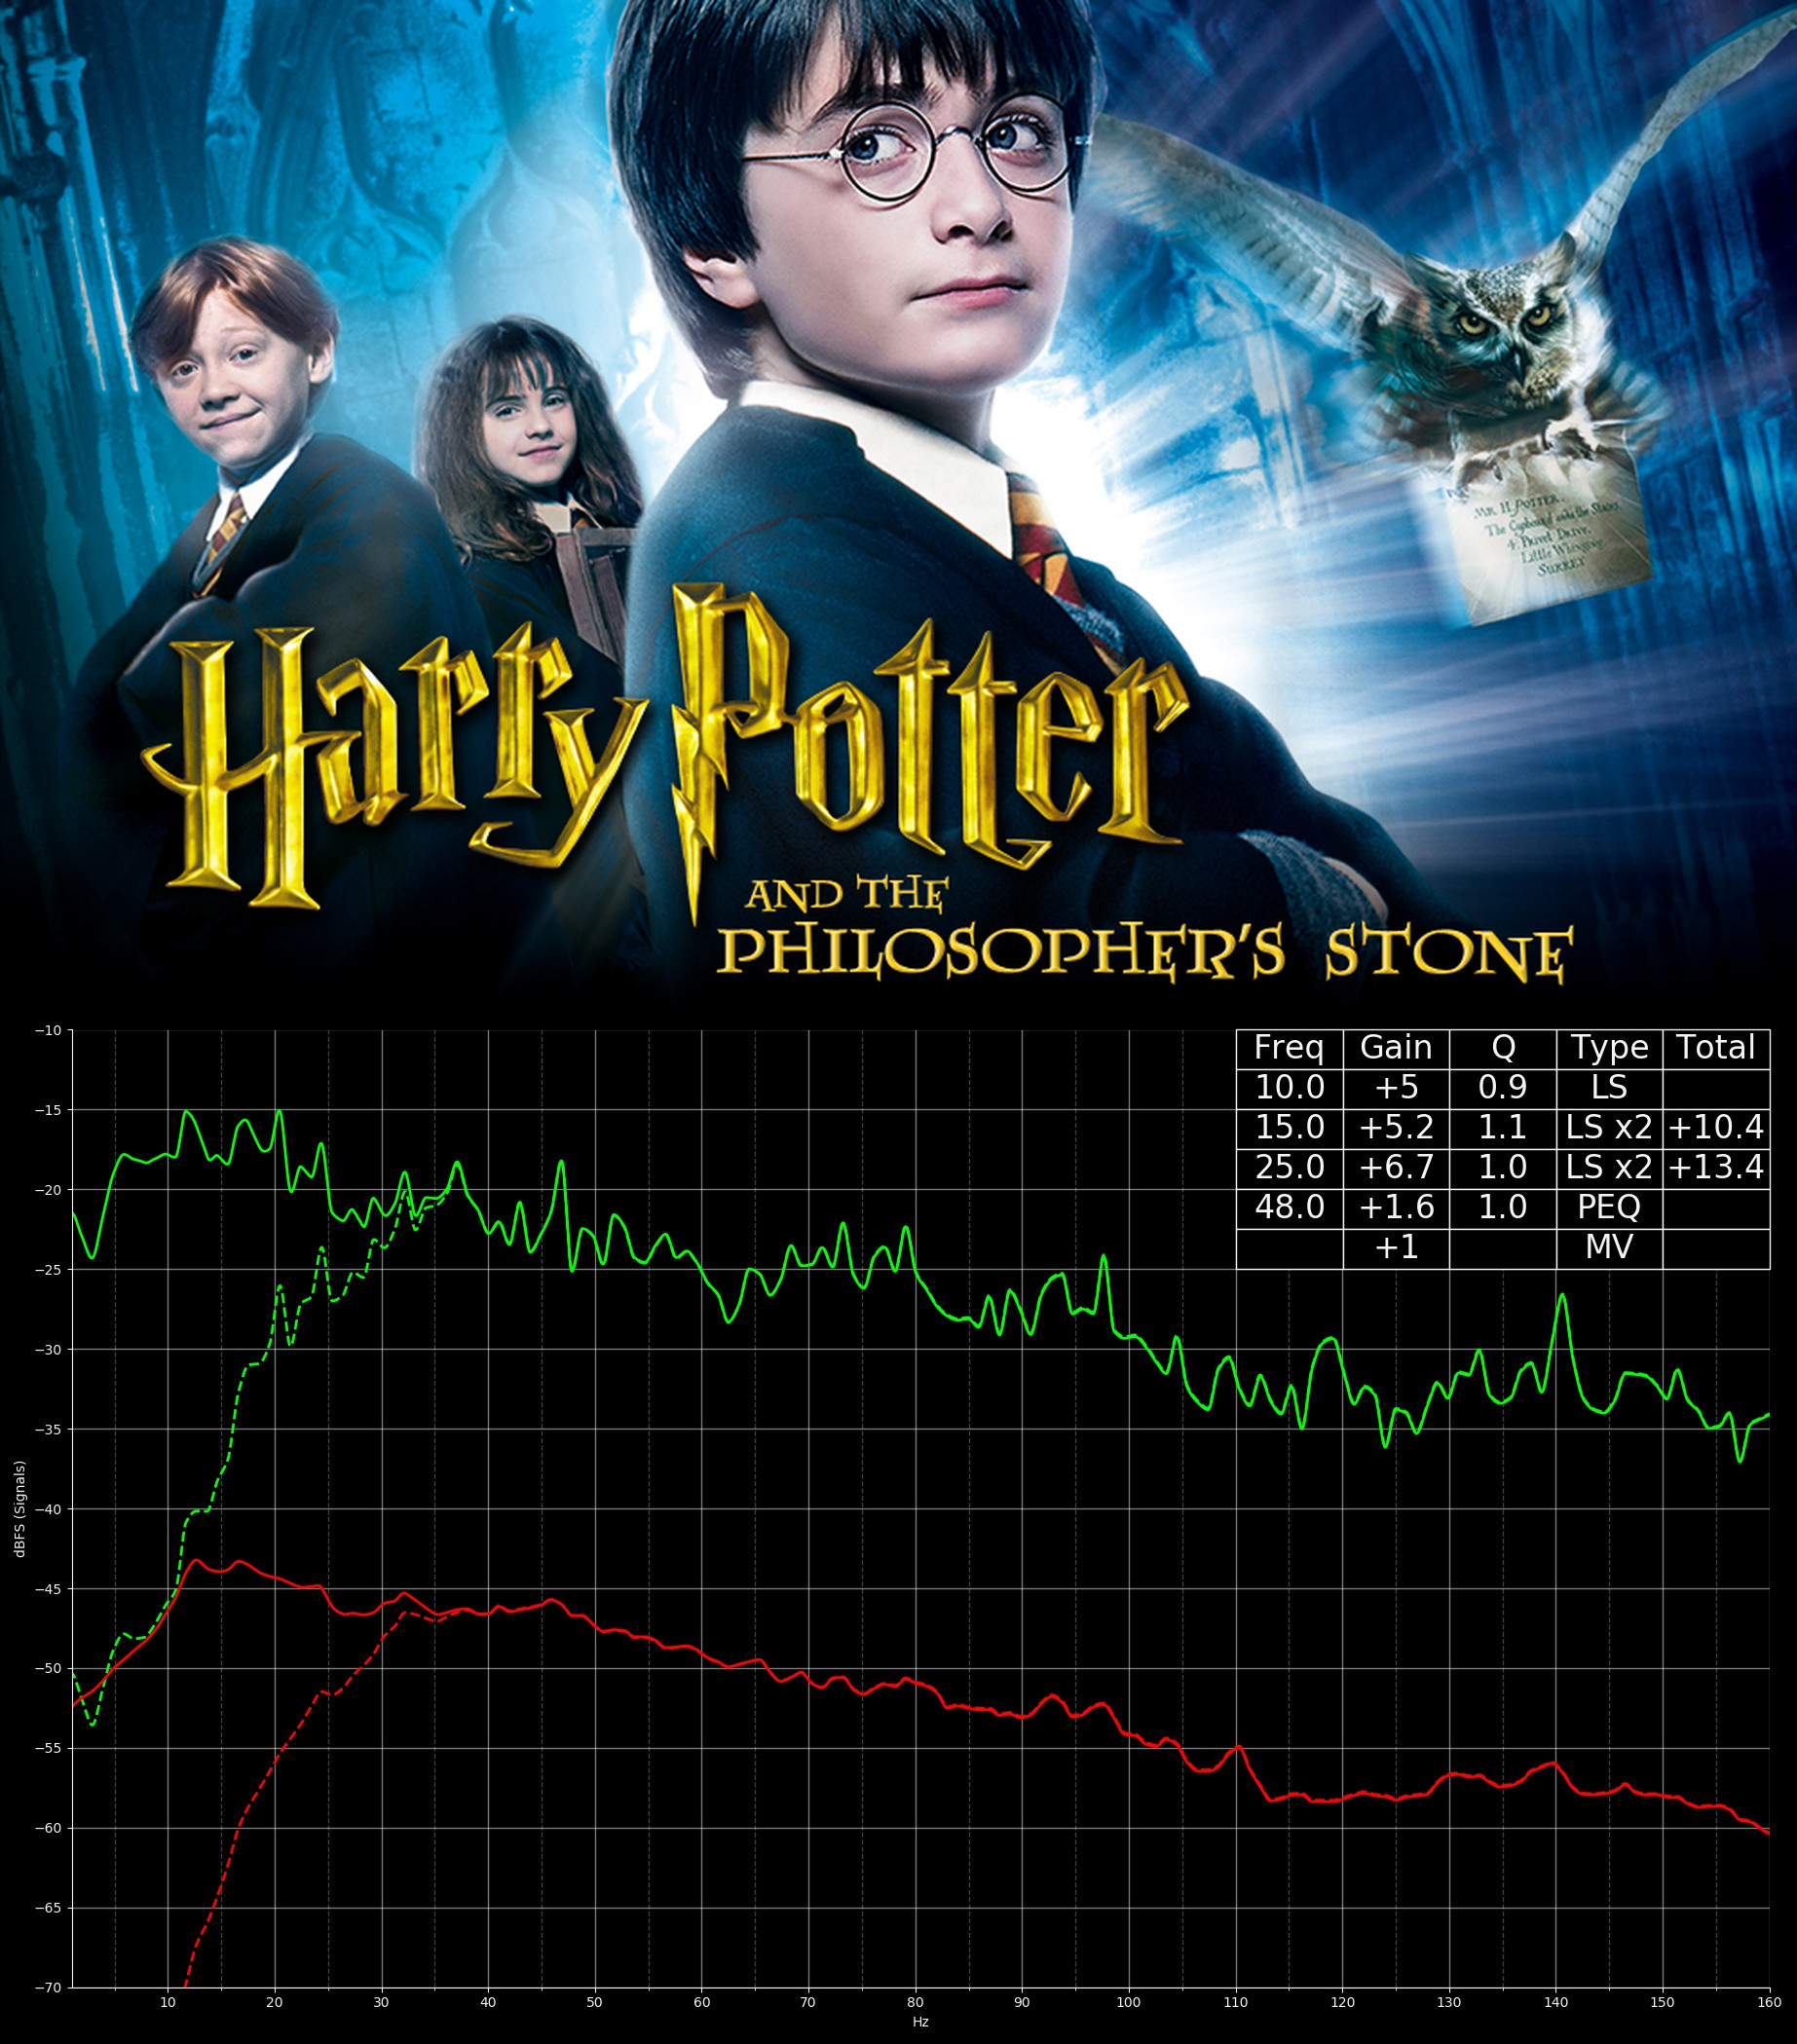 MR. H. POTTER,
The Cupboard under the Stairs,
4, Privet Drive,
Little Whinging
SURREY
Harry Potter
AND THE
PHILOSOPHER'S STONE
Freq Gain Q Type Total
10.0 +5 0.9 LS
15.0 +5.2 1.1 LS x2 +10.4
25.0 +6.7 1.0 LS x2 +13.4
48.0 +1.6 1.0 PEQ
+1 MV
dBFS (Signals)
−10
−15
−20
−25
−30
−35
−40
−45
−50
−55
−60
−65
−70
10 20 30 40 50 60 70 80 90 100 110 120 130 140 150 160
Hz